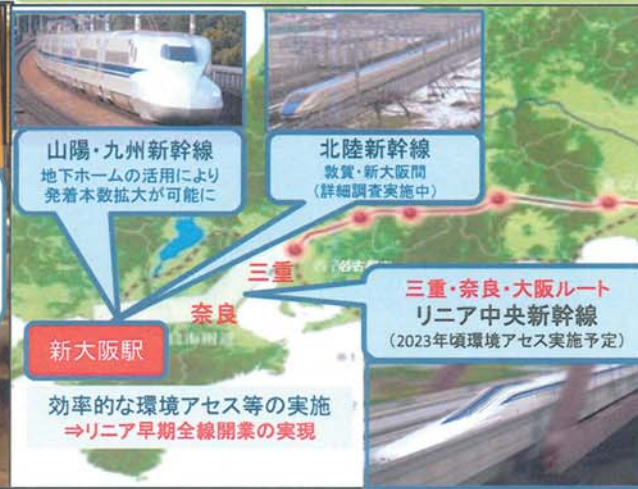 山陽・九州新幹線
地下ホームの活用により
発着本数拡大が可能に
北陸新幹線
敦賀・新大阪間
（詳細調査実施中）
三重
奈良
三重・奈良・大阪ルート
リニア中央新幹線
（2023年頃環境アセス実施予定）
新大阪駅
効率的な環境アセス等の実施
⇒リニア早期全線開業の実現